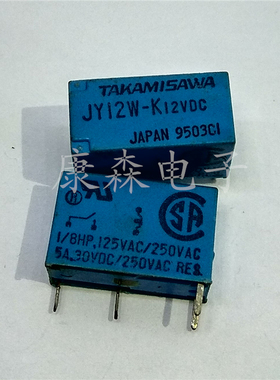 TAKAMISAWA
JY12W-K12VDC
JAPAN 9503C1
康森电子
1/8HP,125VAC/250VAC
5A,30VDC/250VAC RES.